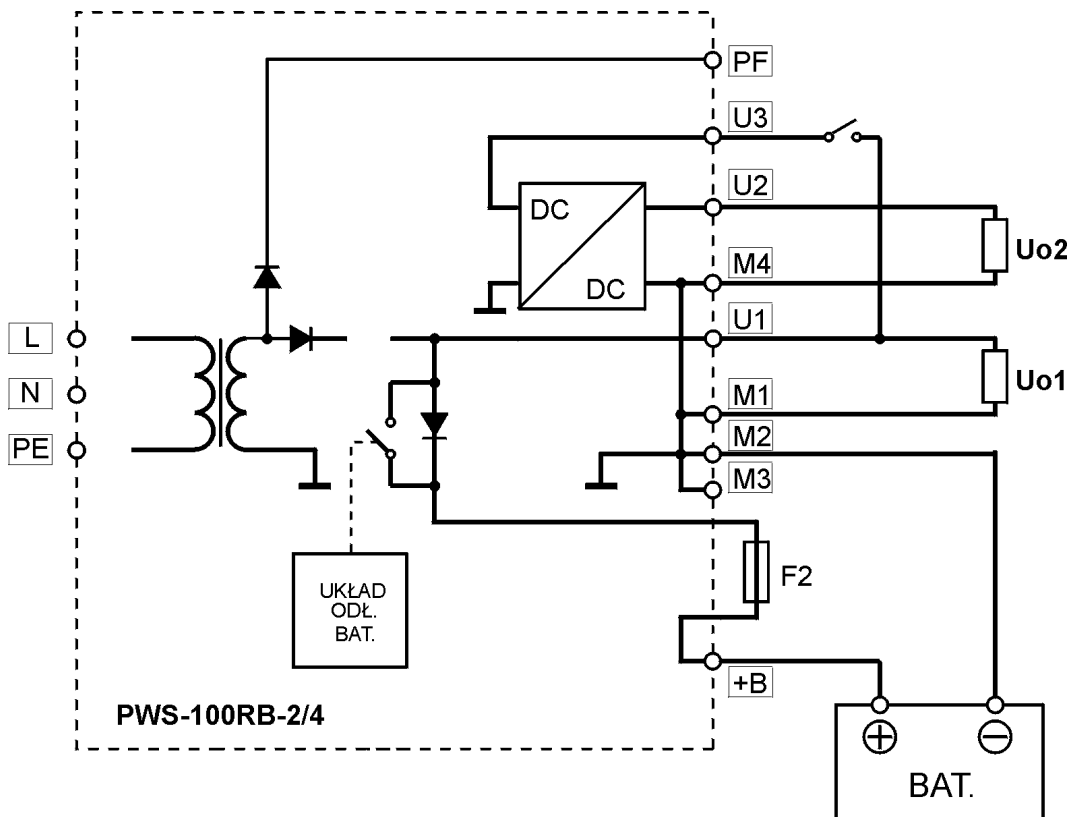 PF
U3
U2
DC
DC
Uo2
M4
L
U1
N
Uo1
M1
PE
M2
M3
F2
UKŁAD
ODŁ.
BAT.
+B
PWS-100RB-2/4
+ −
BAT.